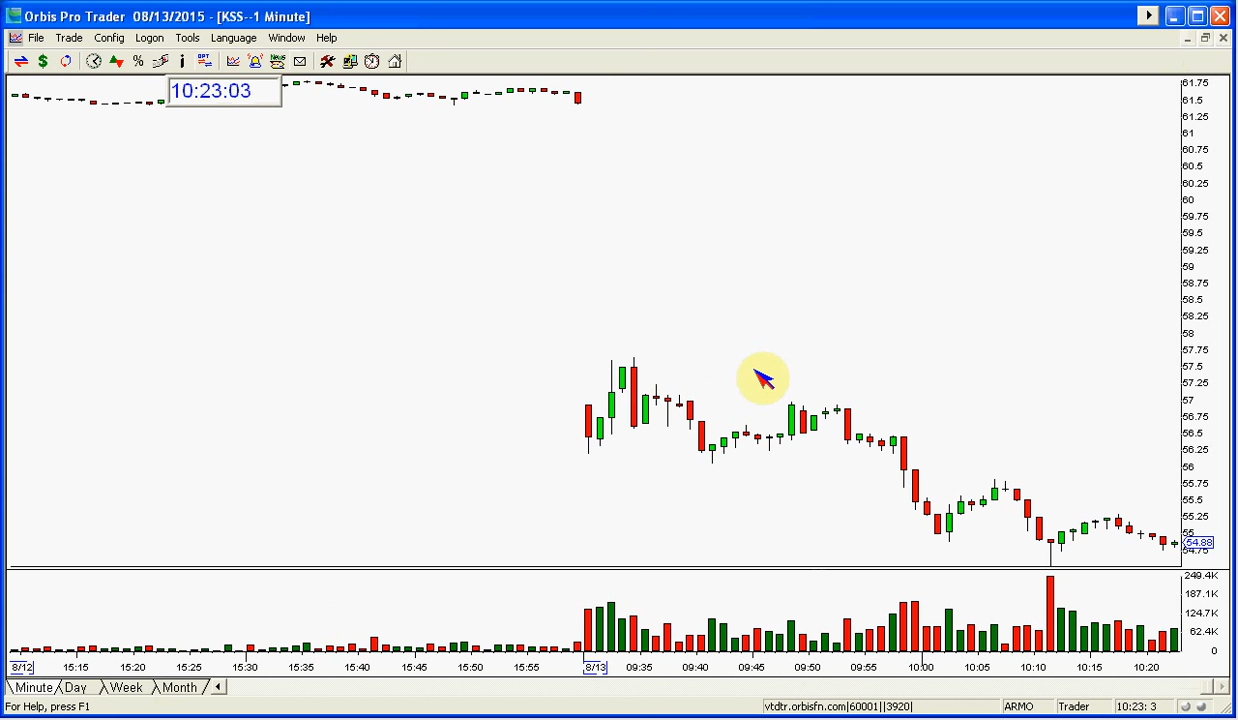 Orbis Pro Trader 08/13/2015 - [KSS--1 Minute]
File Trade Config Logon Tools Language Window Help
OPT
News
10:23:03
61.75
61.5
61.25
61
60.75
60.5
60.25
60
59.75
59.5
59.25
59
58.75
58.5
58.25
58
57.75
57.5
57.25
57
56.75
56.5
56.25
56
55.75
55.5
55.25
55
54.88
54.75
249.4K
187.1K
124.7K
62.4K
0
8/12 15:15 15:20 15:25 15:30 15:35 15:40 15:45 15:50 15:55 8/13 09:35 09:40 09:45 09:50 09:55 10:00 10:05 10:10 10:15 10:20
Minute Day Week Month
For Help, press F1 vtdtr.orbisfn.com|60001||3920| ARMO Trader 10:23: 3